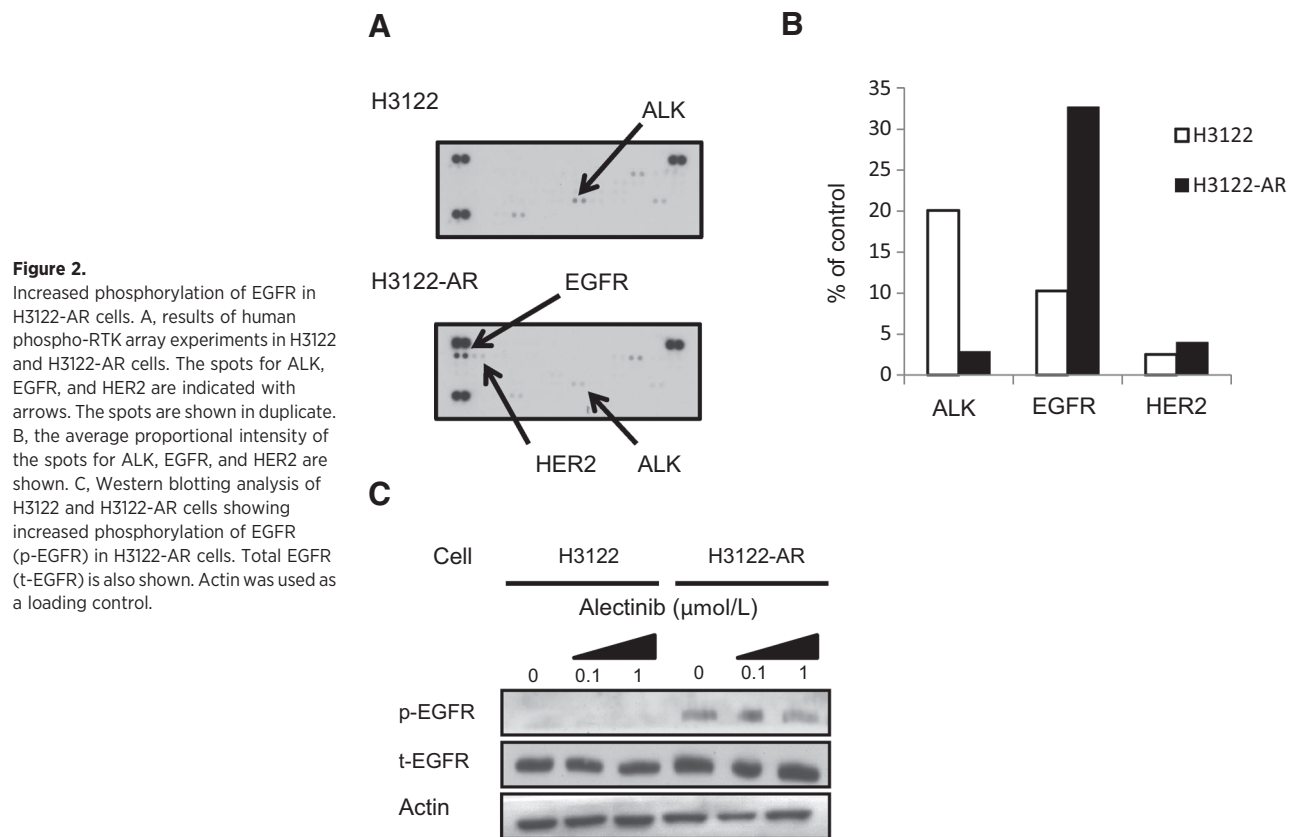 Figure 2.
Increased phosphorylation of EGFR in
H3122-AR cells. A, results of human
phospho-RTK array experiments in H3122
and H3122-AR cells. The spots for ALK,
EGFR, and HER2 are indicated with
arrows. The spots are shown in duplicate.
B, the average proportional intensity of
the spots for ALK, EGFR, and HER2 are
shown. C, Western blotting analysis of
H3122 and H3122-AR cells showing
increased phosphorylation of EGFR
(p-EGFR) in H3122-AR cells. Total EGFR
(t-EGFR) is also shown. Actin was used as
a loading control.
A
H3122
ALK
H3122-AR
EGFR
HER2
ALK
B
% of control
35
30
25
20
15
10
5
0
ALK
EGFR
HER2
H3122
H3122-AR
C
Cell
H3122
H3122-AR
Alectinib (µmol/L)
0 0.1 1 0 0.1 1
p-EGFR
t-EGFR
Actin